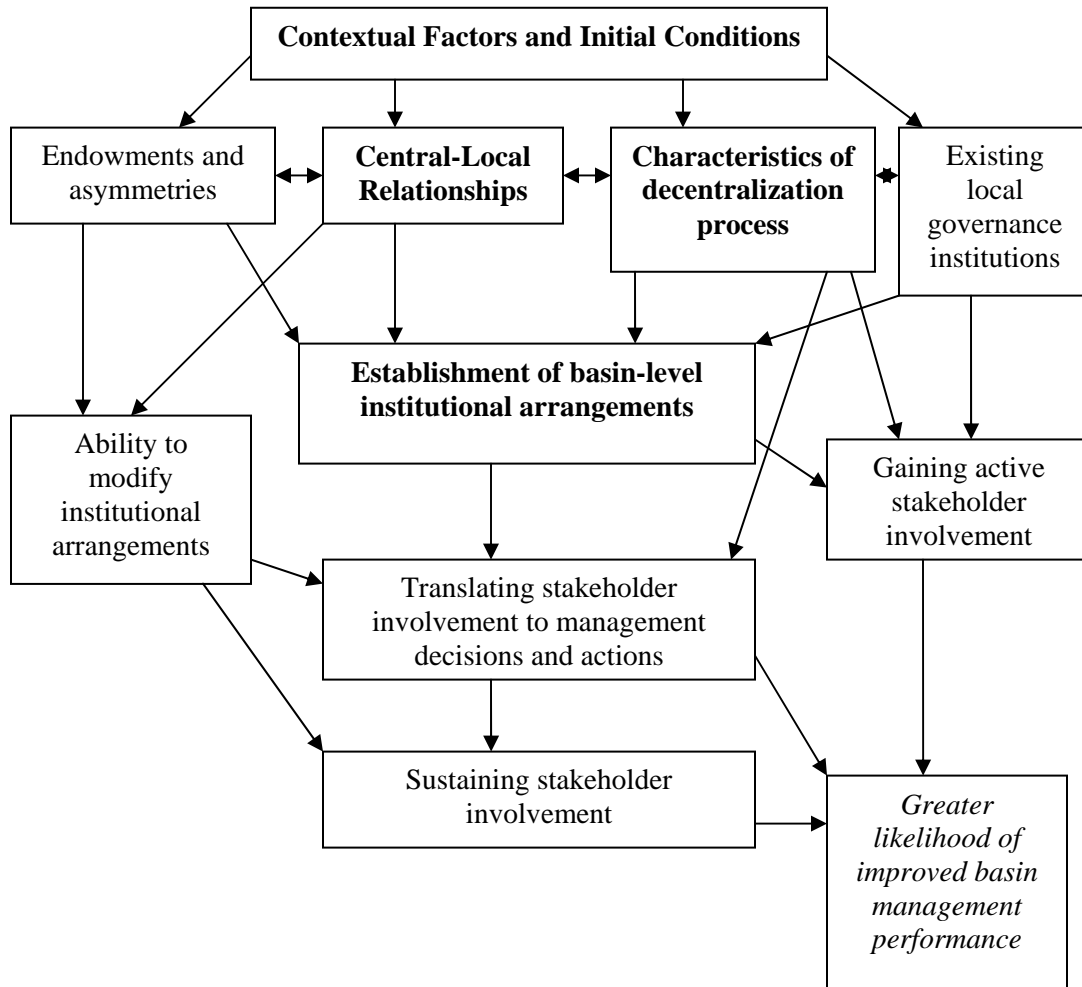 Contextual Factors and Initial Conditions
Endowments and
asymmetries
Central-Local
Relationships
Characteristics of
decentralization
process
Existing
local
governance
institutions
Establishment of basin-level
institutional arrangements
Ability to
modify
institutional
arrangements
Gaining active
stakeholder
involvement
Translating stakeholder
involvement to management
decisions and actions
Sustaining stakeholder
involvement
Greater
likelihood of
improved basin
management
performance